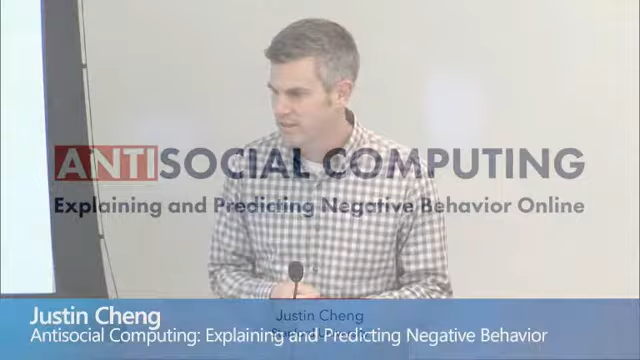 ANTISOCIAL COMPUTING
Explaining and Predicting Negative Behavior Online
Justin Cheng
Justin Cheng
Antisocial Computing: Explaining and Predicting Negative Behavior